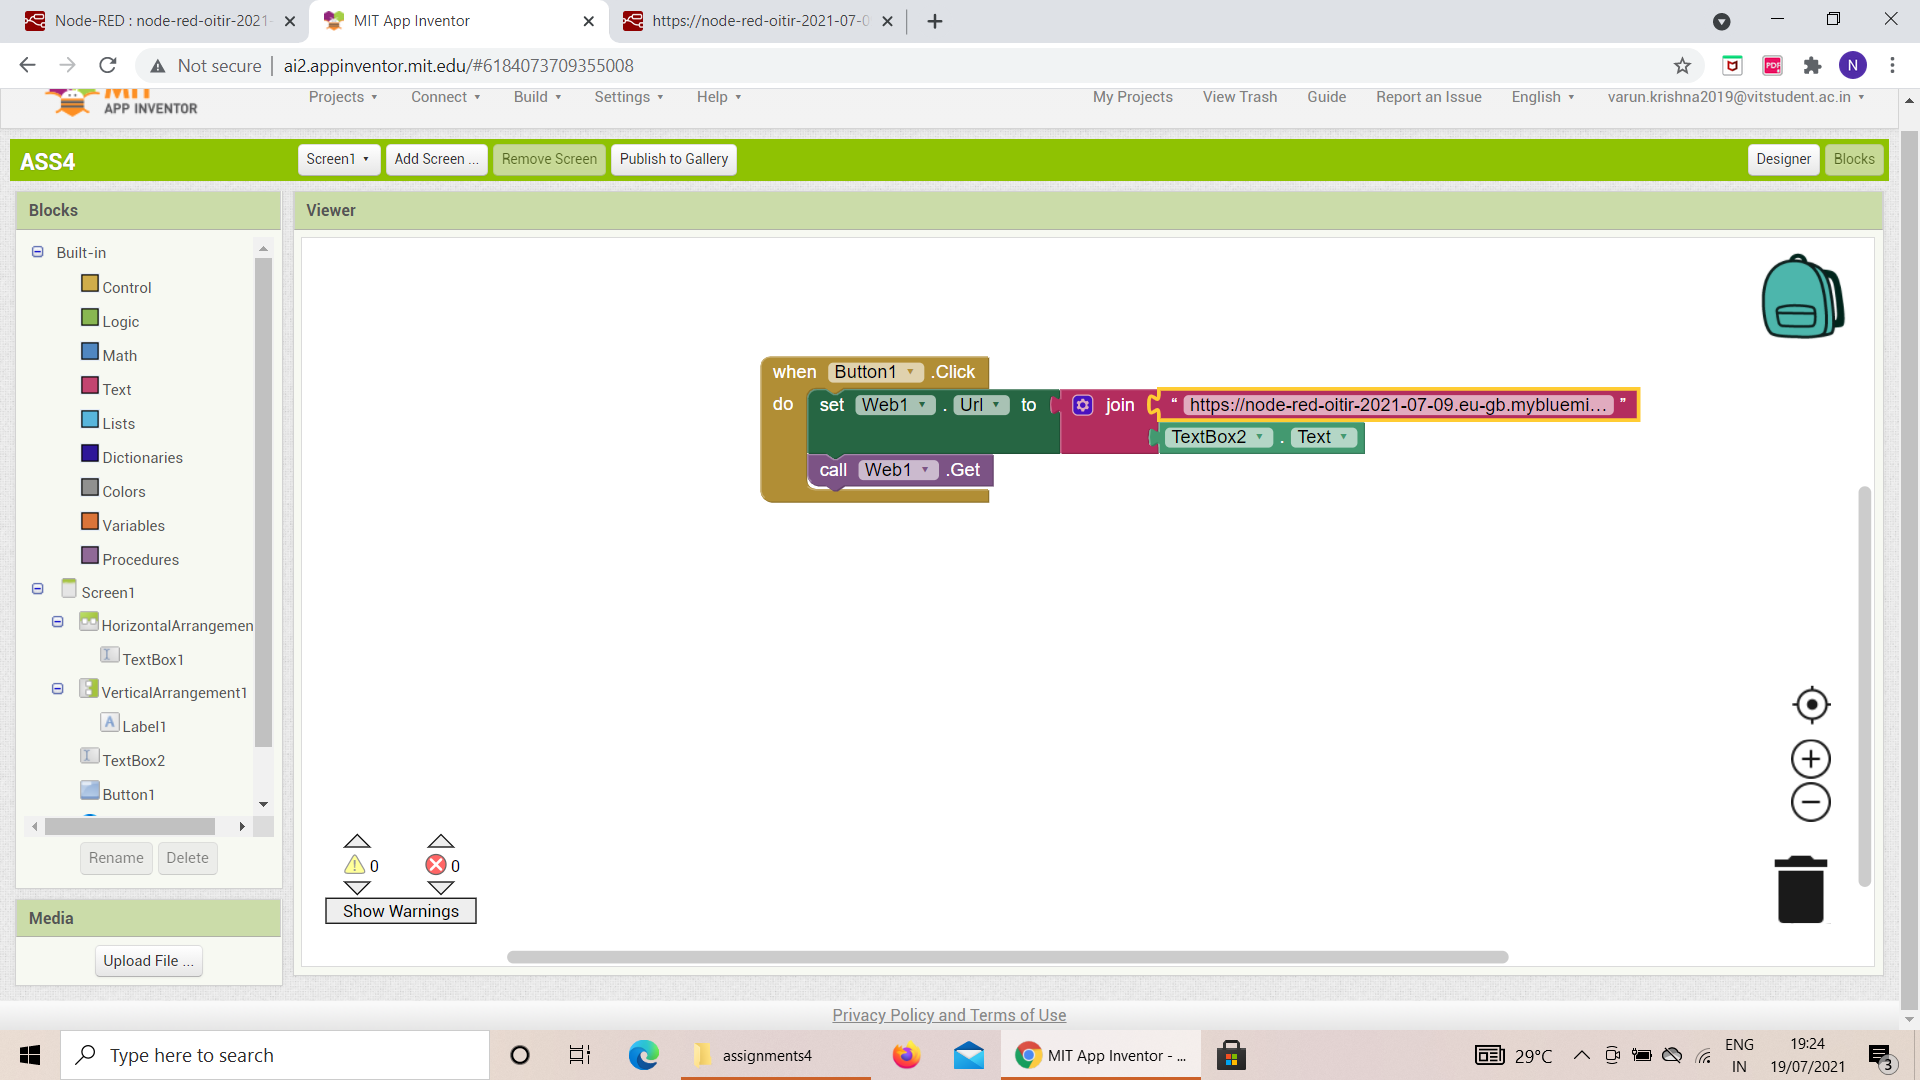 Node-RED : node-red-oitir-2021-
MIT App Inventor
https://node-red-oitir-2021-07-0
Not secure
ai2.appinventor.mit.edu/#6184073709355008
N
MIT
APP INVENTOR
Projects
Connect
Build
Settings
Help
My Projects
View Trash
Guide
Report an Issue
English
varun.krishna2019@vitstudent.ac.in
ASS4
Screen1
Add Screen ...
Remove Screen
Publish to Gallery
Designer
Blocks
Blocks
Viewer
Built-in
Control
Logic
Math
Text
Lists
Dictionaries
Colors
Variables
Procedures
Screen1
HorizontalArrangemen
TextBox1
VerticalArrangement1
A
Label1
TextBox2
Button1
Rename
Delete
Media
Upload File ...
when Button1 .Click
do set Web1 . Url to join “ https://node-red-oitir-2021-07-09.eu-gb.mybluemi... ”
TextBox2 . Text
call Web1 .Get
0
0
Show Warnings
Privacy Policy and Terms of Use
Type here to search
assignments4
MIT App Inventor - ...
29°C
ENG
IN
19:24
19/07/2021
3
PDF